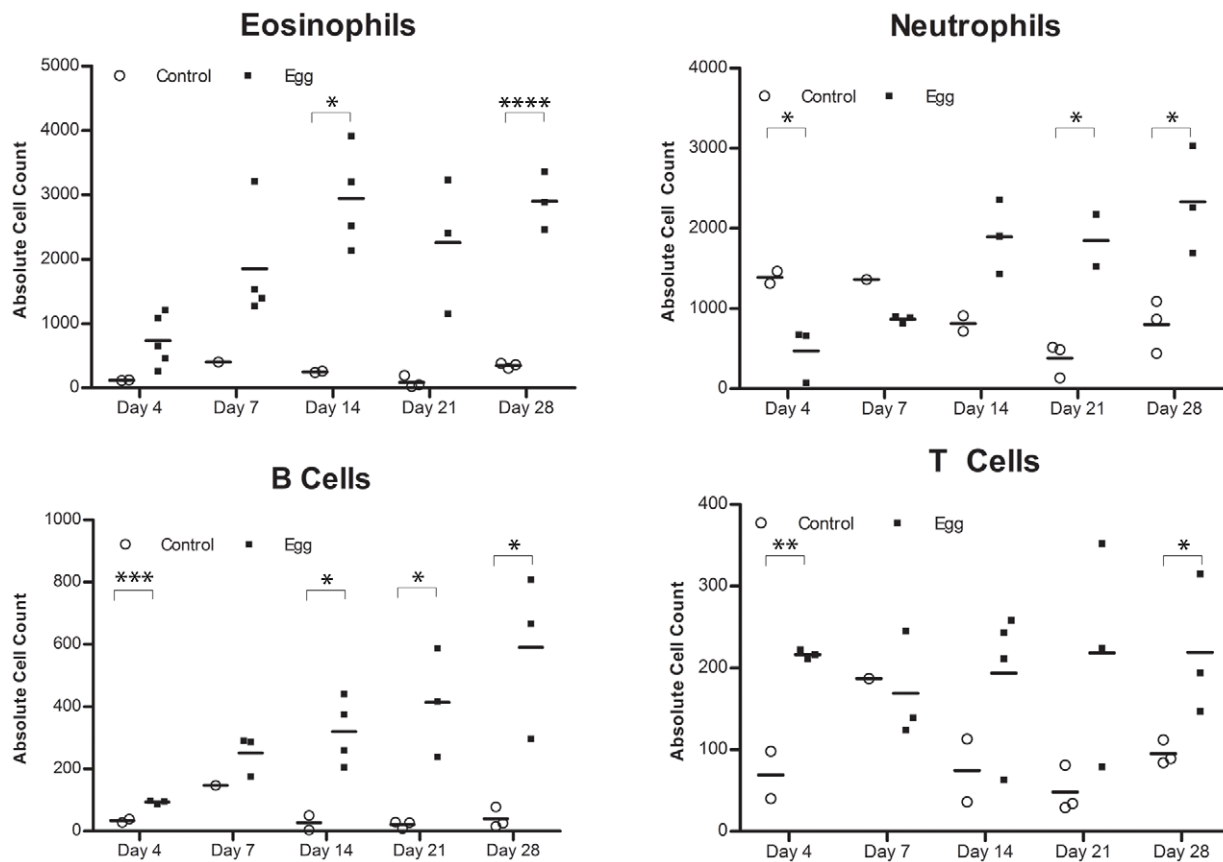 Eosinophils
Absolute Cell Count
5000
4000
3000
2000
1000
0
Control Egg
*
****
Day 4 Day 7 Day 14 Day 21 Day 28
Neutrophils
Absolute Cell Count
4000
3000
2000
1000
0
Control Egg
* * *
Day 4 Day 7 Day 14 Day 21 Day 28
B Cells
Absolute Cell Count
1000
800
600
400
200
0
Control Egg
*** * * *
Day 4 Day 7 Day 14 Day 21 Day 28
T Cells
Absolute Cell Count
400
300
200
100
0
Control Egg
** *
Day 4 Day 7 Day 14 Day 21 Day 28